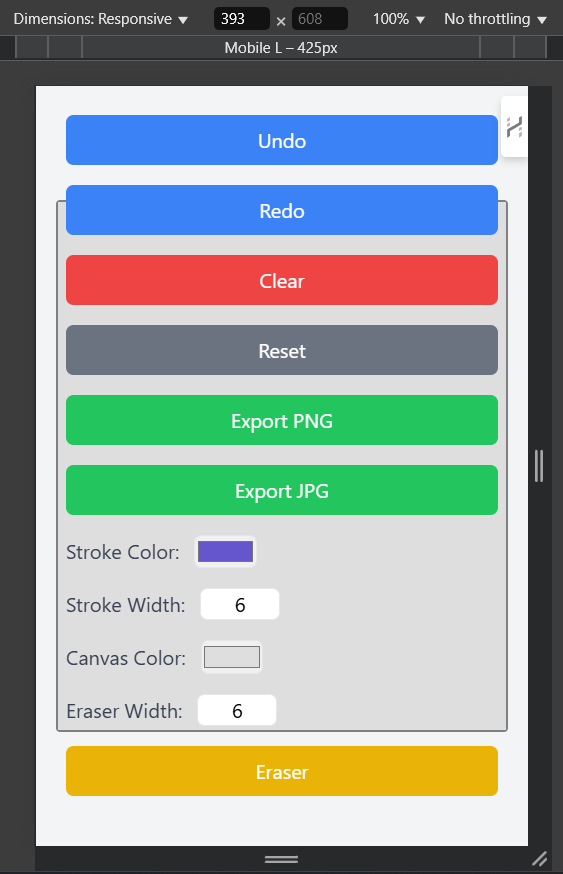 Dimensions: Responsive 393 × 608 100% No throttling
Mobile L – 425px
Undo
Redo
Clear
Reset
Export PNG
Export JPG
Stroke Color:
Stroke Width: 6
Canvas Color:
Eraser Width: 6
Eraser